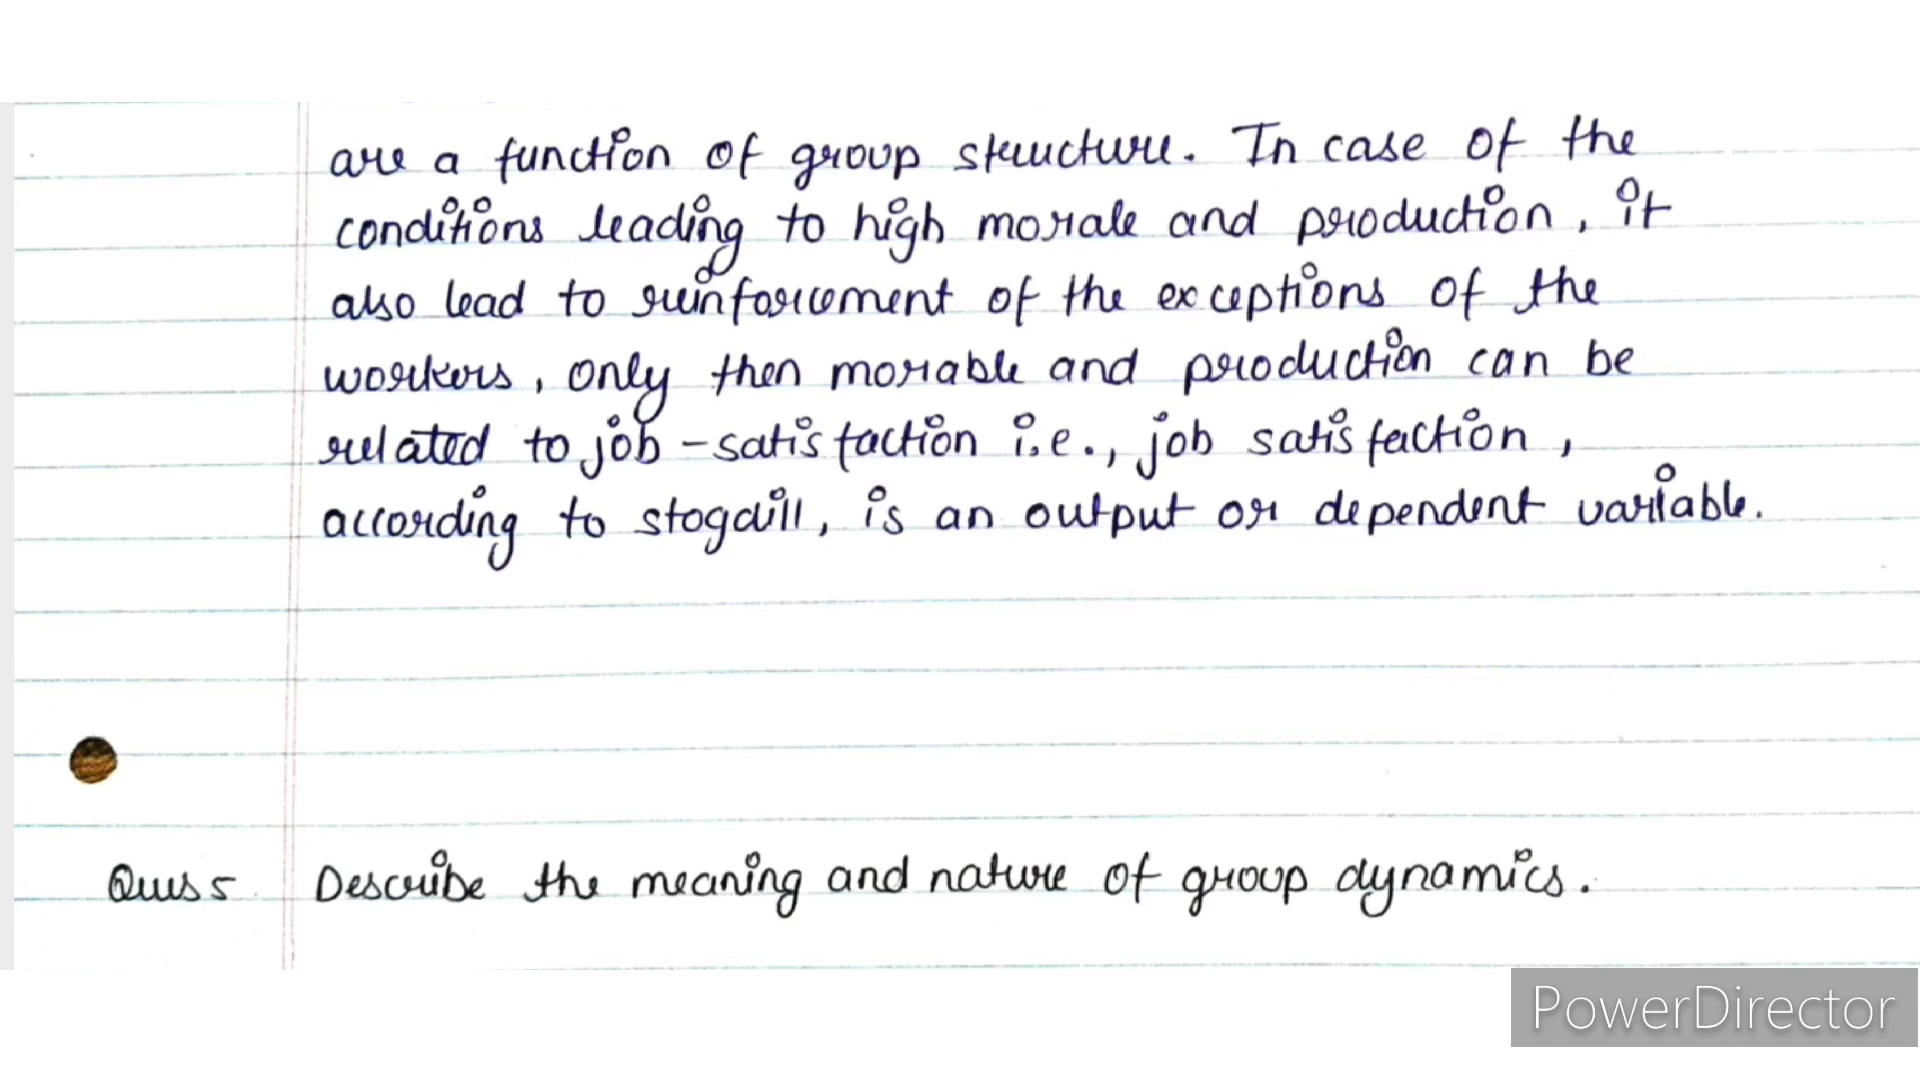 are a function of group structure. In case of the
conditions leading to high morale and production, it
also lead to reinforcement of the exceptions of the
workers, only then morable and production can be
related to job-satisfaction i.e., job satisfaction,
according to stogdill, is an output or dependent variable.
Ques 5 Describe the meaning and nature of group dynamics.
PowerDirector